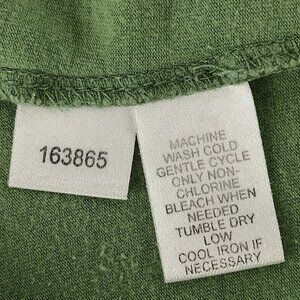 163865
MACHINE
WASH COLD
GENTLE CYCLE
ONLY NON-
CHLORINE
BLEACH WHEN
NEEDED
TUMBLE DRY
LOW
COOL IRON IF
NECESSARY